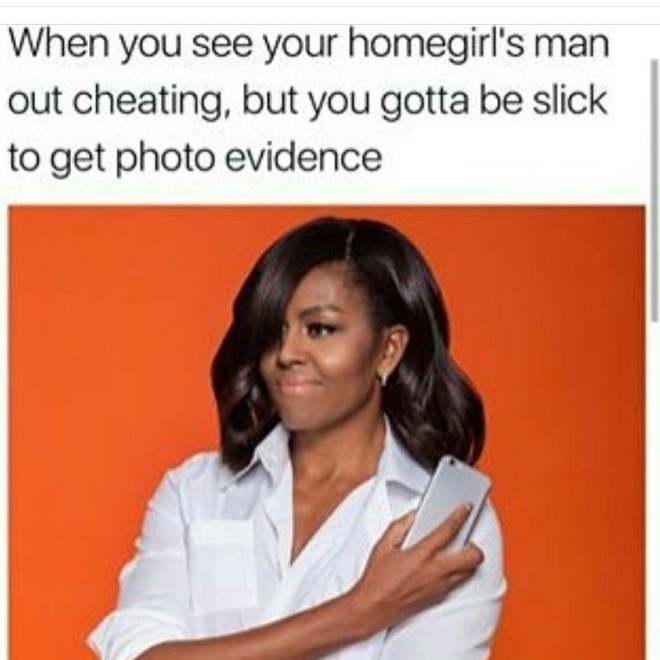 When you see your homegirl's man
out cheating, but you gotta be slick
to get photo evidence